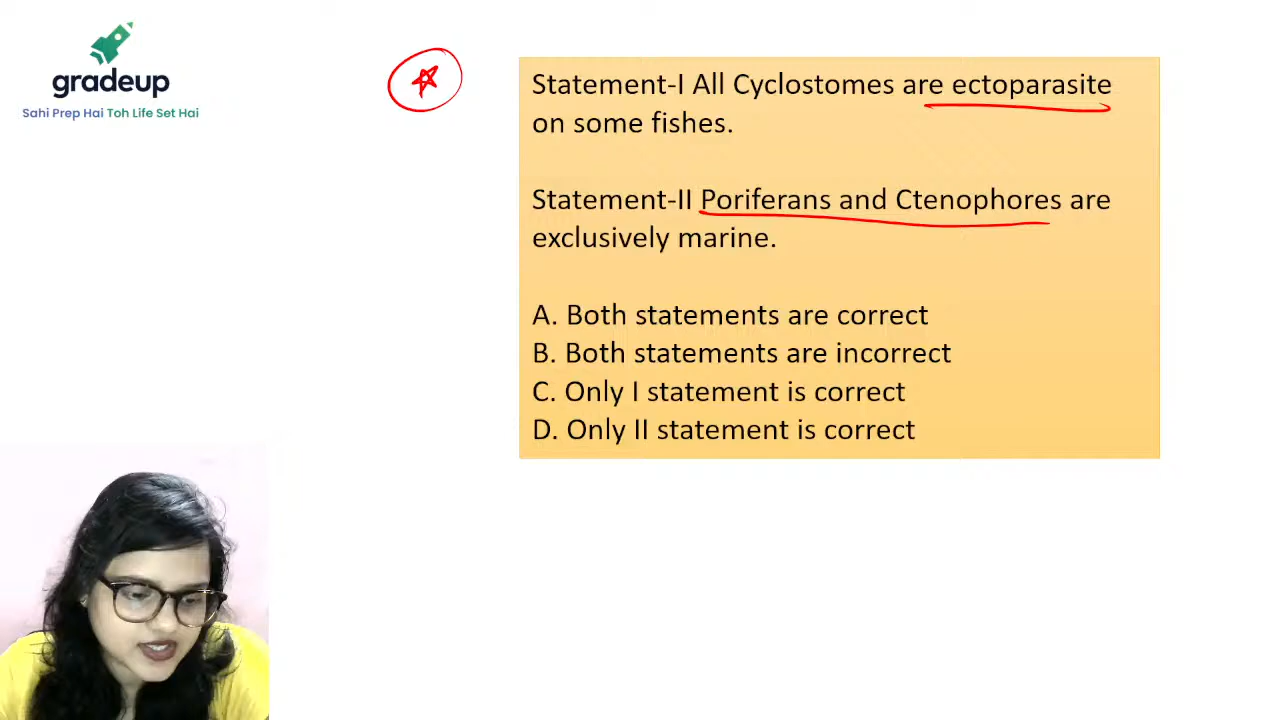 gradeup
Sahi Prep Hai Toh Life Set Hai
Statement-I All Cyclostomes are ectoparasite
on some fishes.
Statement-II Poriferans and Ctenophores are
exclusively marine.
A. Both statements are correct
B. Both statements are incorrect
C. Only I statement is correct
D. Only II statement is correct